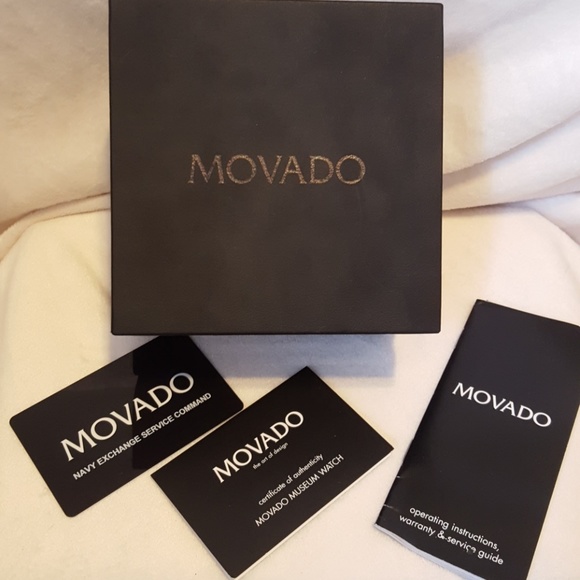 MOVADO
MOVADO
NAVY EXCHANGE SERVICE COMMAND
MOVADO
the art of design
certificate of authenticity
MOVADO MUSEUM WATCH
MOVADO
operating instructions,
warranty & service guide